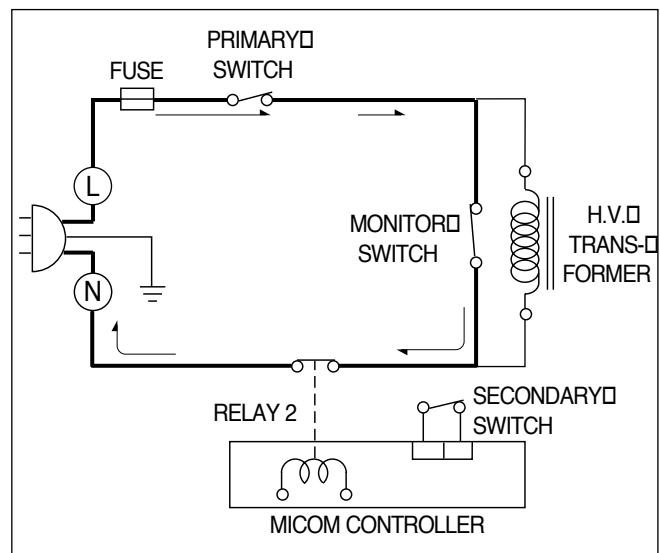 PRIMARY□
SWITCH
FUSE
L
MONITOR□
SWITCH
H.V.□
TRANS-□
FORMER
N
RELAY 2
SECONDARY□
SWITCH
MICOM CONTROLLER